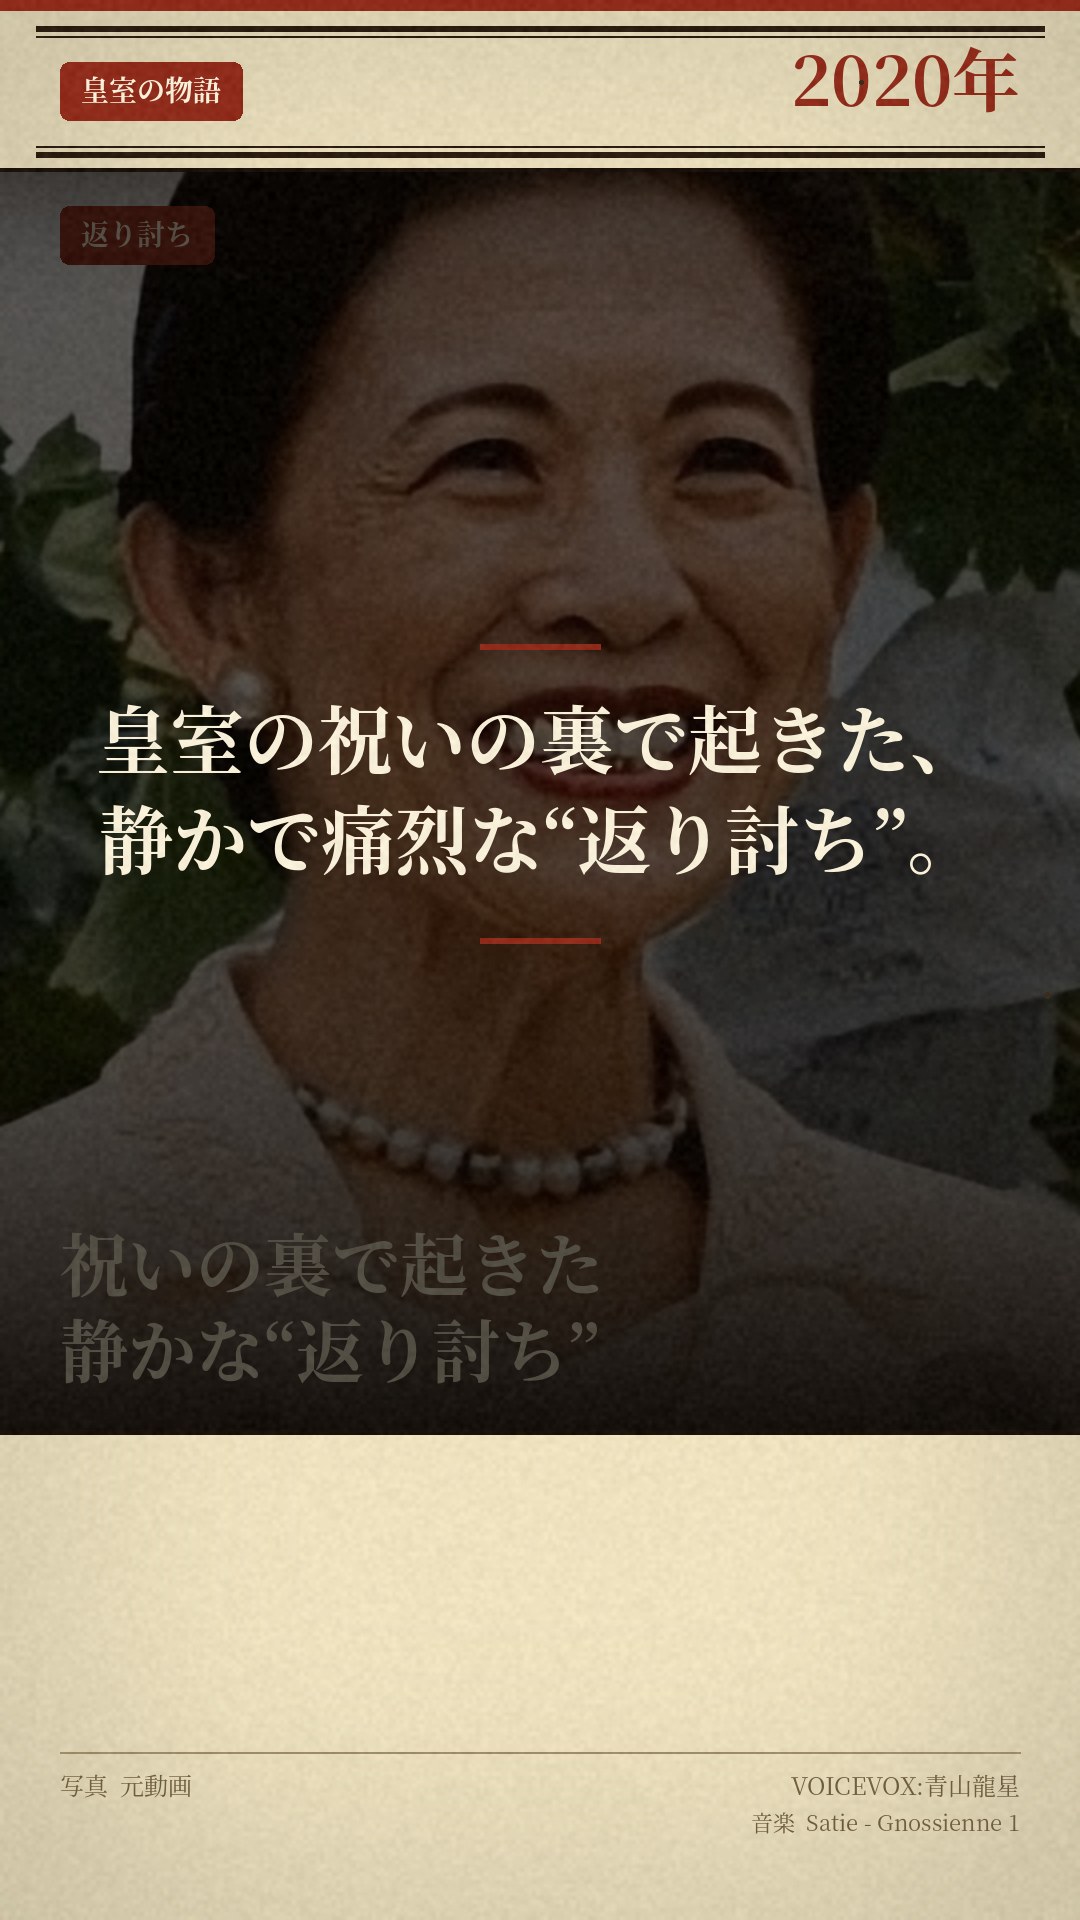 皇室の物語
2020年
返り討ち
皇室の祝いの裏で起きた、
静かで痛烈な“返り討ち”。
祝いの裏で起きた
静かな“返り討ち”
写真 元動画
VOICEVOX:青山龍星
音楽 Satie - Gnossienne 1